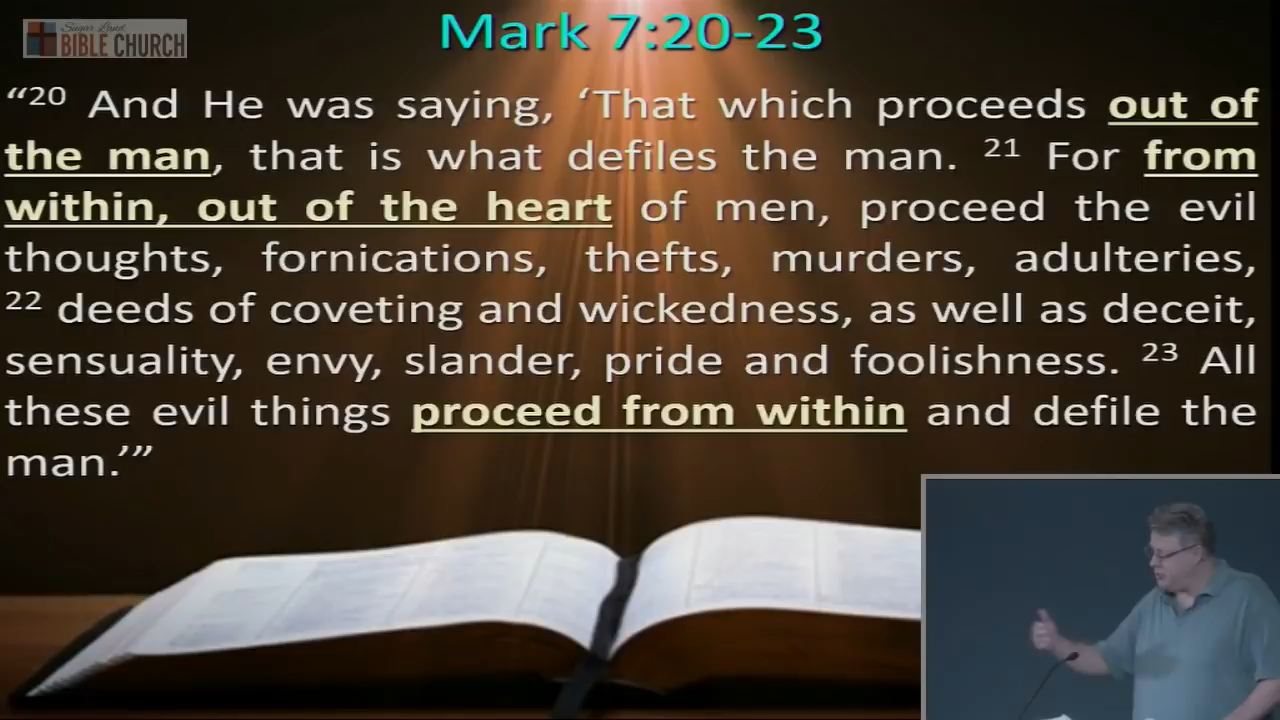 Sugar Land
BIBLE CHURCH
Mark 7:20-23
“20 And He was saying, ‘That which proceeds out of
the man, that is what defiles the man. 21 For from
within, out of the heart of men, proceed the evil
thoughts, fornications, thefts, murders, adulteries,
22 deeds of coveting and wickedness, as well as deceit,
sensuality, envy, slander, pride and foolishness. 23 All
these evil things proceed from within and defile the
man.’”